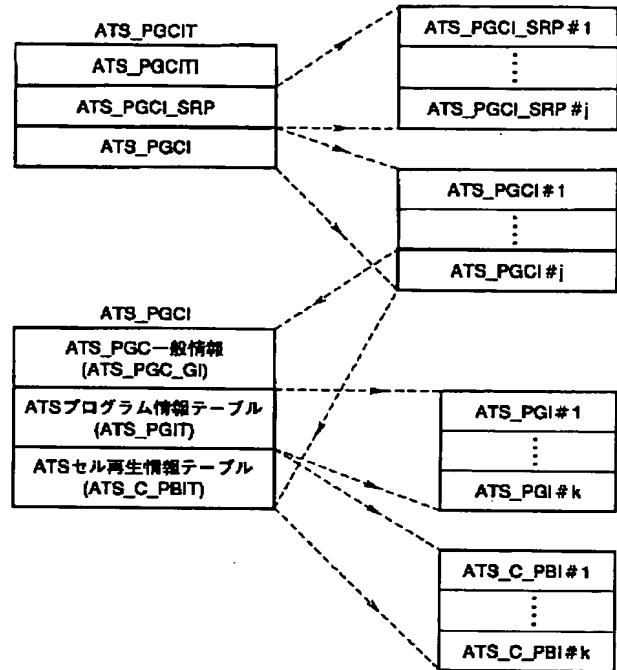 ATS_PGCIT
ATS_PGCITI
ATS_PGCI_SRP
ATS_PGCI
ATS_PGCI_SRP#1
ATS_PGCI_SRP#j
ATS_PGCI#1
ATS_PGCI#j
ATS_PGCI
ATS_PGC一般情報
(ATS_PGC_GI)
ATSプログラム情報テーブル
(ATS_PGIT)
ATSセル再生情報テーブル
(ATS_C_PBIT)
ATS_PGI#1
ATS_PGI#k
ATS_C_PBI#1
ATS_C_PBI#k